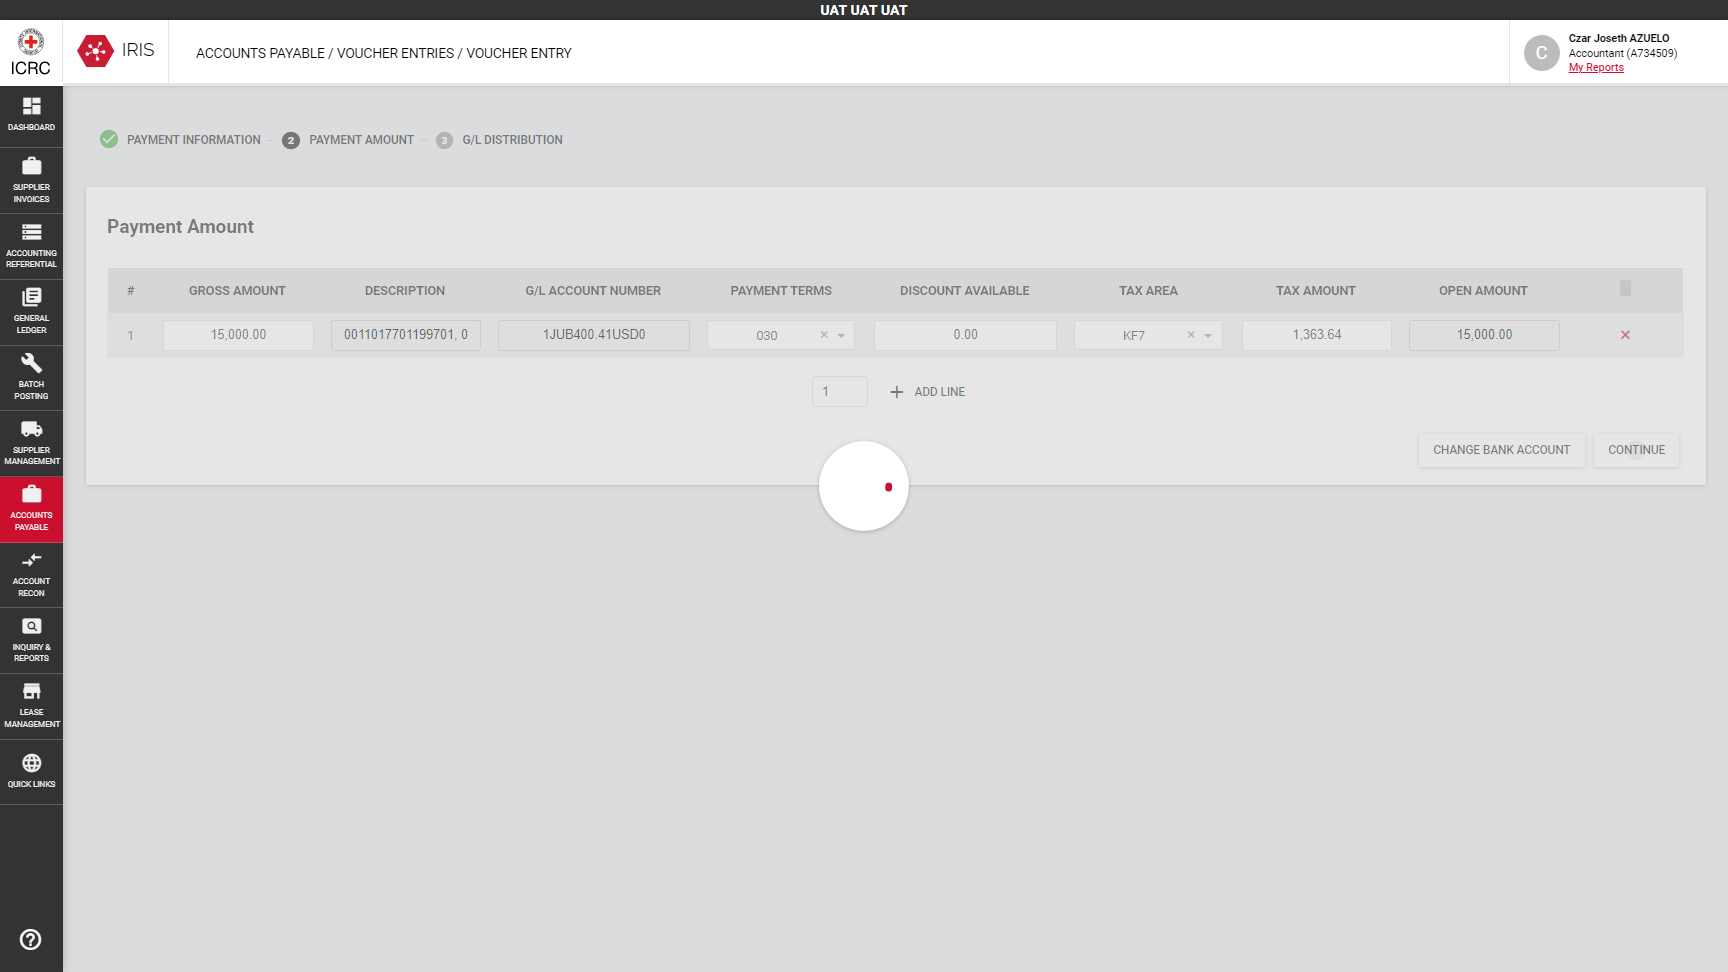 UAT UAT UAT
ICRC
IRIS
ACCOUNTS PAYABLE / VOUCHER ENTRIES / VOUCHER ENTRY
C
Czar Joseth AZUELO
Accountant (A734509)
My Reports
DASHBOARD
SUPPLIER
INVOICES
ACCOUNTING
REFERENTIAL
GENERAL
LEDGER
BATCH
POSTING
SUPPLIER
MANAGEMENT
ACCOUNTS
PAYABLE
ACCOUNT
RECON
INQUIRY &
REPORTS
LEASE
MANAGEMENT
QUICK LINKS
PAYMENT INFORMATION - 2 PAYMENT AMOUNT - 3 G/L DISTRIBUTION
Payment Amount
# GROSS AMOUNT DESCRIPTION G/L ACCOUNT NUMBER PAYMENT TERMS DISCOUNT AVAILABLE TAX AREA TAX AMOUNT OPEN AMOUNT
1 15,000.00 0011017701199701, 0 1JUB400.41USD0 030 0.00 KF7 1,363.64 15,000.00
1 ADD LINE
CHANGE BANK ACCOUNT CONTINUE